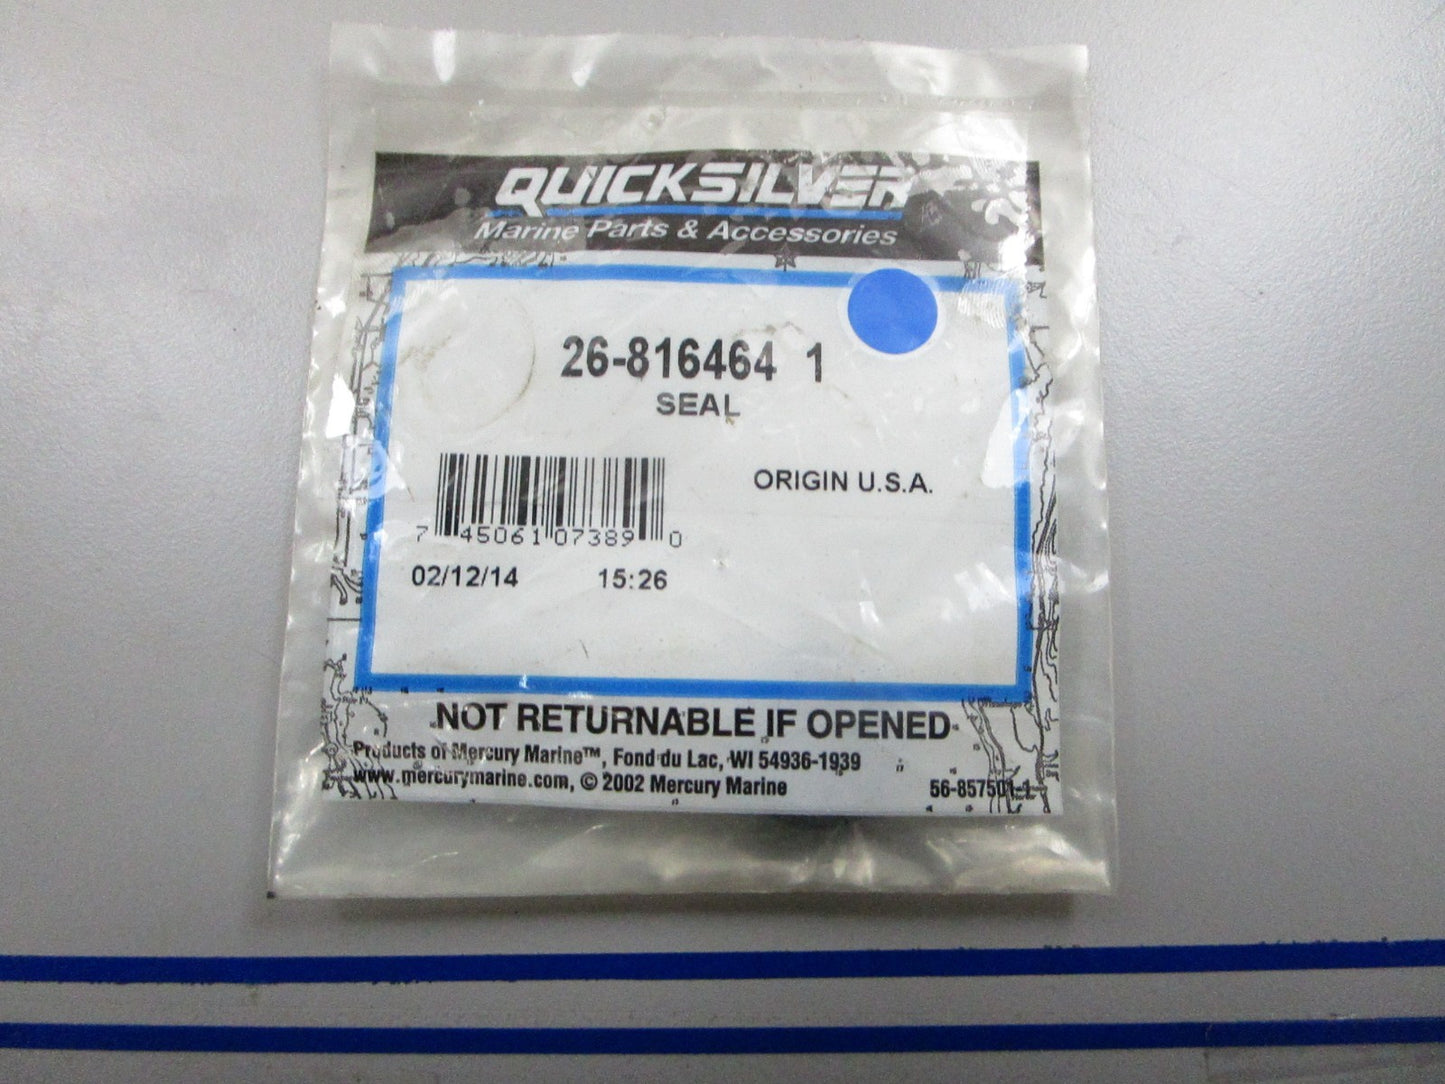 QUICKSILVER
Marine Parts & Accessories
26-816464 1
SEAL
ORIGIN U.S.A.
7 45061 07389 0
02/12/14 15:26
NOT RETURNABLE IF OPENED
Products of Mercury Marine™, Fond du Lac, WI 54936-1939
www.mercurymarine.com, © 2002 Mercury Marine 56-857501-1